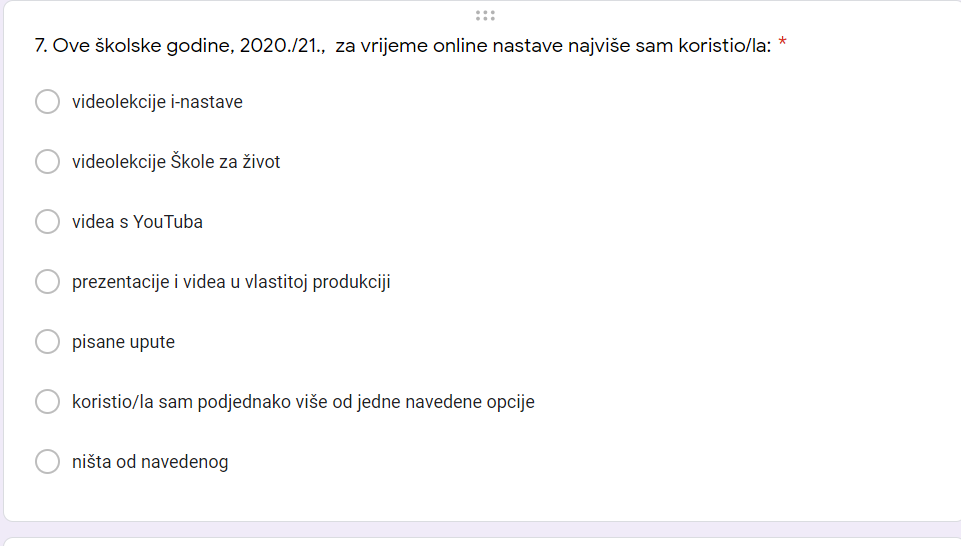 7. Ove školske godine, 2020./21., za vrijeme online nastave najviše sam koristio/la: *
videolekcije i-nastave
videolekcije Škole za život
videa s YouTuba
prezentacije i videa u vlastitoj produkciji
pisane upute
koristio/la sam podjednako više od jedne navedene opcije
ništa od navedenog